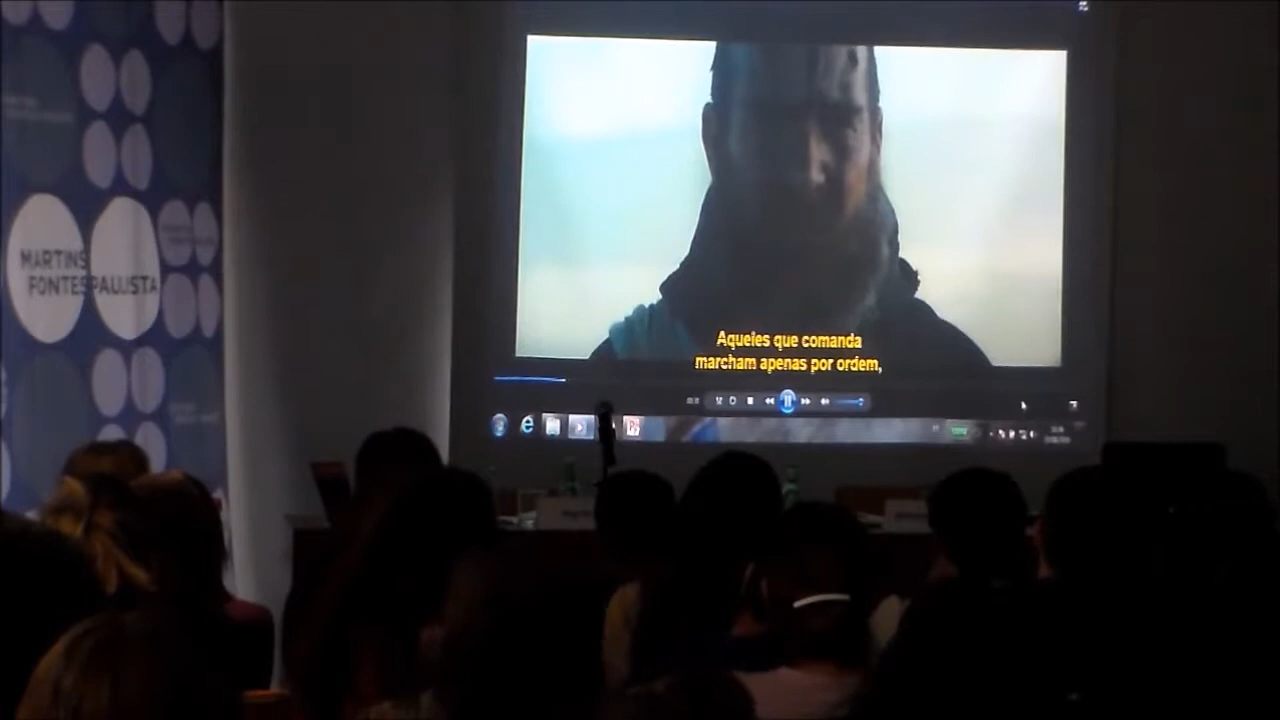 MARTINS
FONTES PAULISTA
Aqueles que comanda
marcham apenas por ordem,